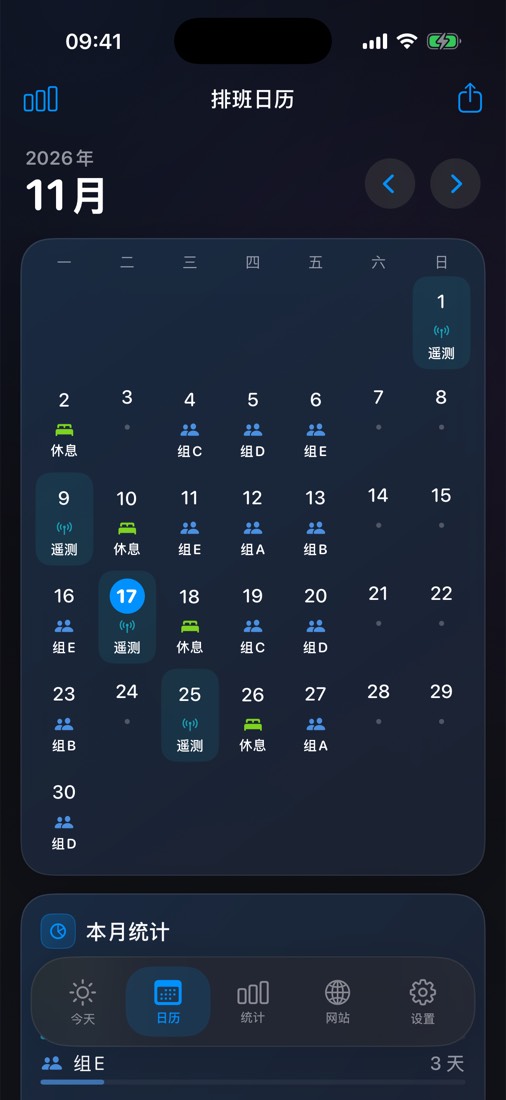 09:41
排班日历
2026年
11月
一 二 三 四 五 六 日
1
遥测
2 3 4 5 6 7 8
休息 组C 组D 组E
9 10 11 12 13 14 15
遥测 休息 组E 组A 组B
16 17 18 19 20 21 22
组E 遥测 休息 组C 组D
23 24 25 26 27 28 29
组B 遥测 休息 组A
30
组D
本月统计
今天 日历 统计 网站 设置
组E 3 天